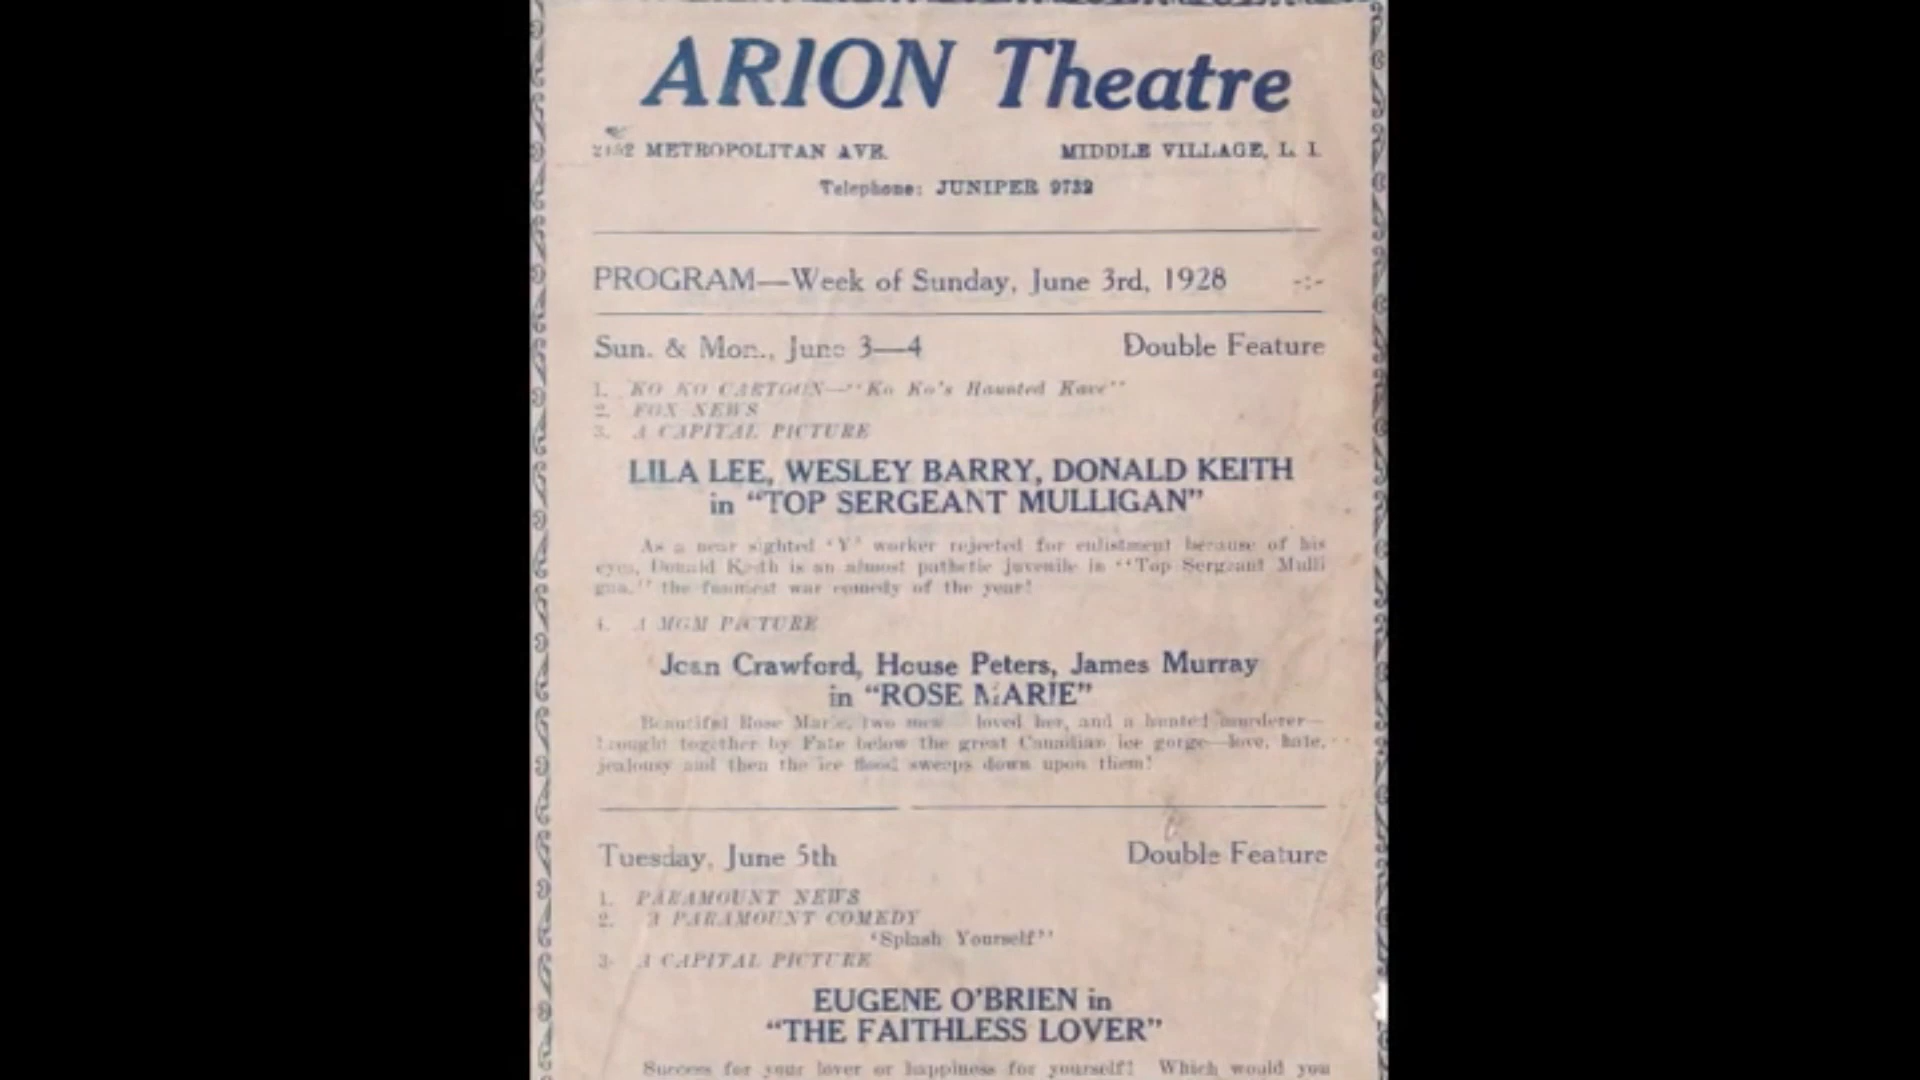 ARION Theatre
METROPOLITAN AVE. MIDDLE VILLAGE, L. I.
Telephone: JUNIPER 9732
PROGRAM—Week of Sunday, June 3rd, 1928 -:-
Sun. & Mon., June 3—4 Double Feature
1. KO KO CARTOON—"Ko Ko's Haunted Kave"
2. FOX NEWS
3. A CAPITAL PICTURE
LILA LEE, WESLEY BARRY, DONALD KEITH
in "TOP SERGEANT MULLIGAN"
As a near sighted 'Y' worker rejected for enlistment because of his
eyes, Donald Keith is an almost pathetic juvenile in "Top Sergeant Mulli
gan," the funniest war comedy of the year!
4. A MGM PICTURE
Joan Crawford, House Peters, James Murray
in "ROSE MARIE"
Beautiful Rose Marie, two men loved her, and a hunted murderer—
brought together by Fate below the great Canadian ice gorge—love, hate,
jealousy and then the ice flood sweeps down upon them!
Tuesday, June 5th Double Feature
1. PARAMOUNT NEWS
2. A PARAMOUNT COMEDY
'Splash Yourself"
3. A CAPITAL PICTURE
EUGENE O'BRIEN in
"THE FAITHLESS LOVER"
Success for your lover or happiness for yourself! Which would you